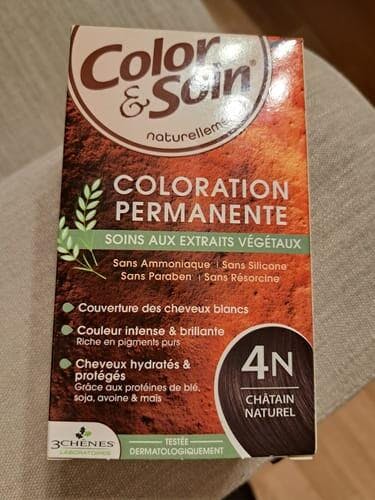 Color
& Soin®
naturelleme
COLORATION
PERMANENTE
SOINS AUX EXTRAITS VÉGÉTAUX
Sans Ammoniaque | Sans Silicone
Sans Paraben | Sans Résorcine
Couverture des cheveux blancs
Couleur intense & brillante
Riche en pigments purs
Cheveux hydratés &
protégés
Grâce aux protéines de blé,
soja, avoine & maïs
4N
CHÂTAIN
NATUREL
3CHÊNES
LABORATOIRES
TESTÉE
DERMATOLOGIQUEMENT